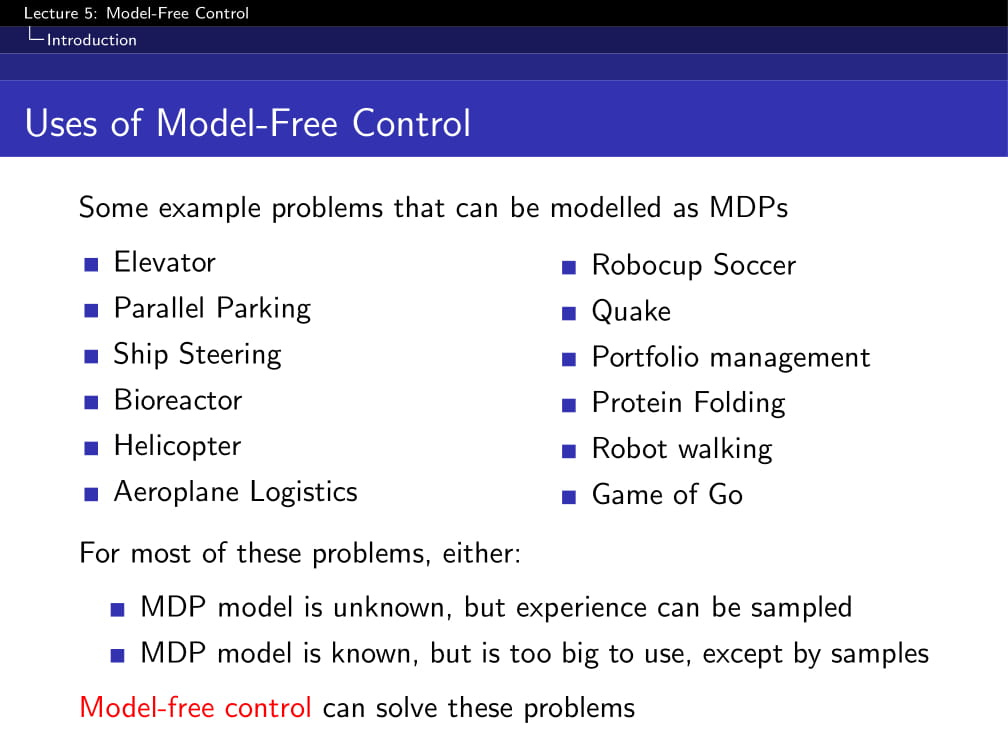 Lecture 5: Model-Free Control
Introduction
Uses of Model-Free Control
Some example problems that can be modelled as MDPs
Elevator
Parallel Parking
Ship Steering
Bioreactor
Helicopter
Aeroplane Logistics
Robocup Soccer
Quake
Portfolio management
Protein Folding
Robot walking
Game of Go
For most of these problems, either:
MDP model is unknown, but experience can be sampled
MDP model is known, but is too big to use, except by samples
Model-free control can solve these problems